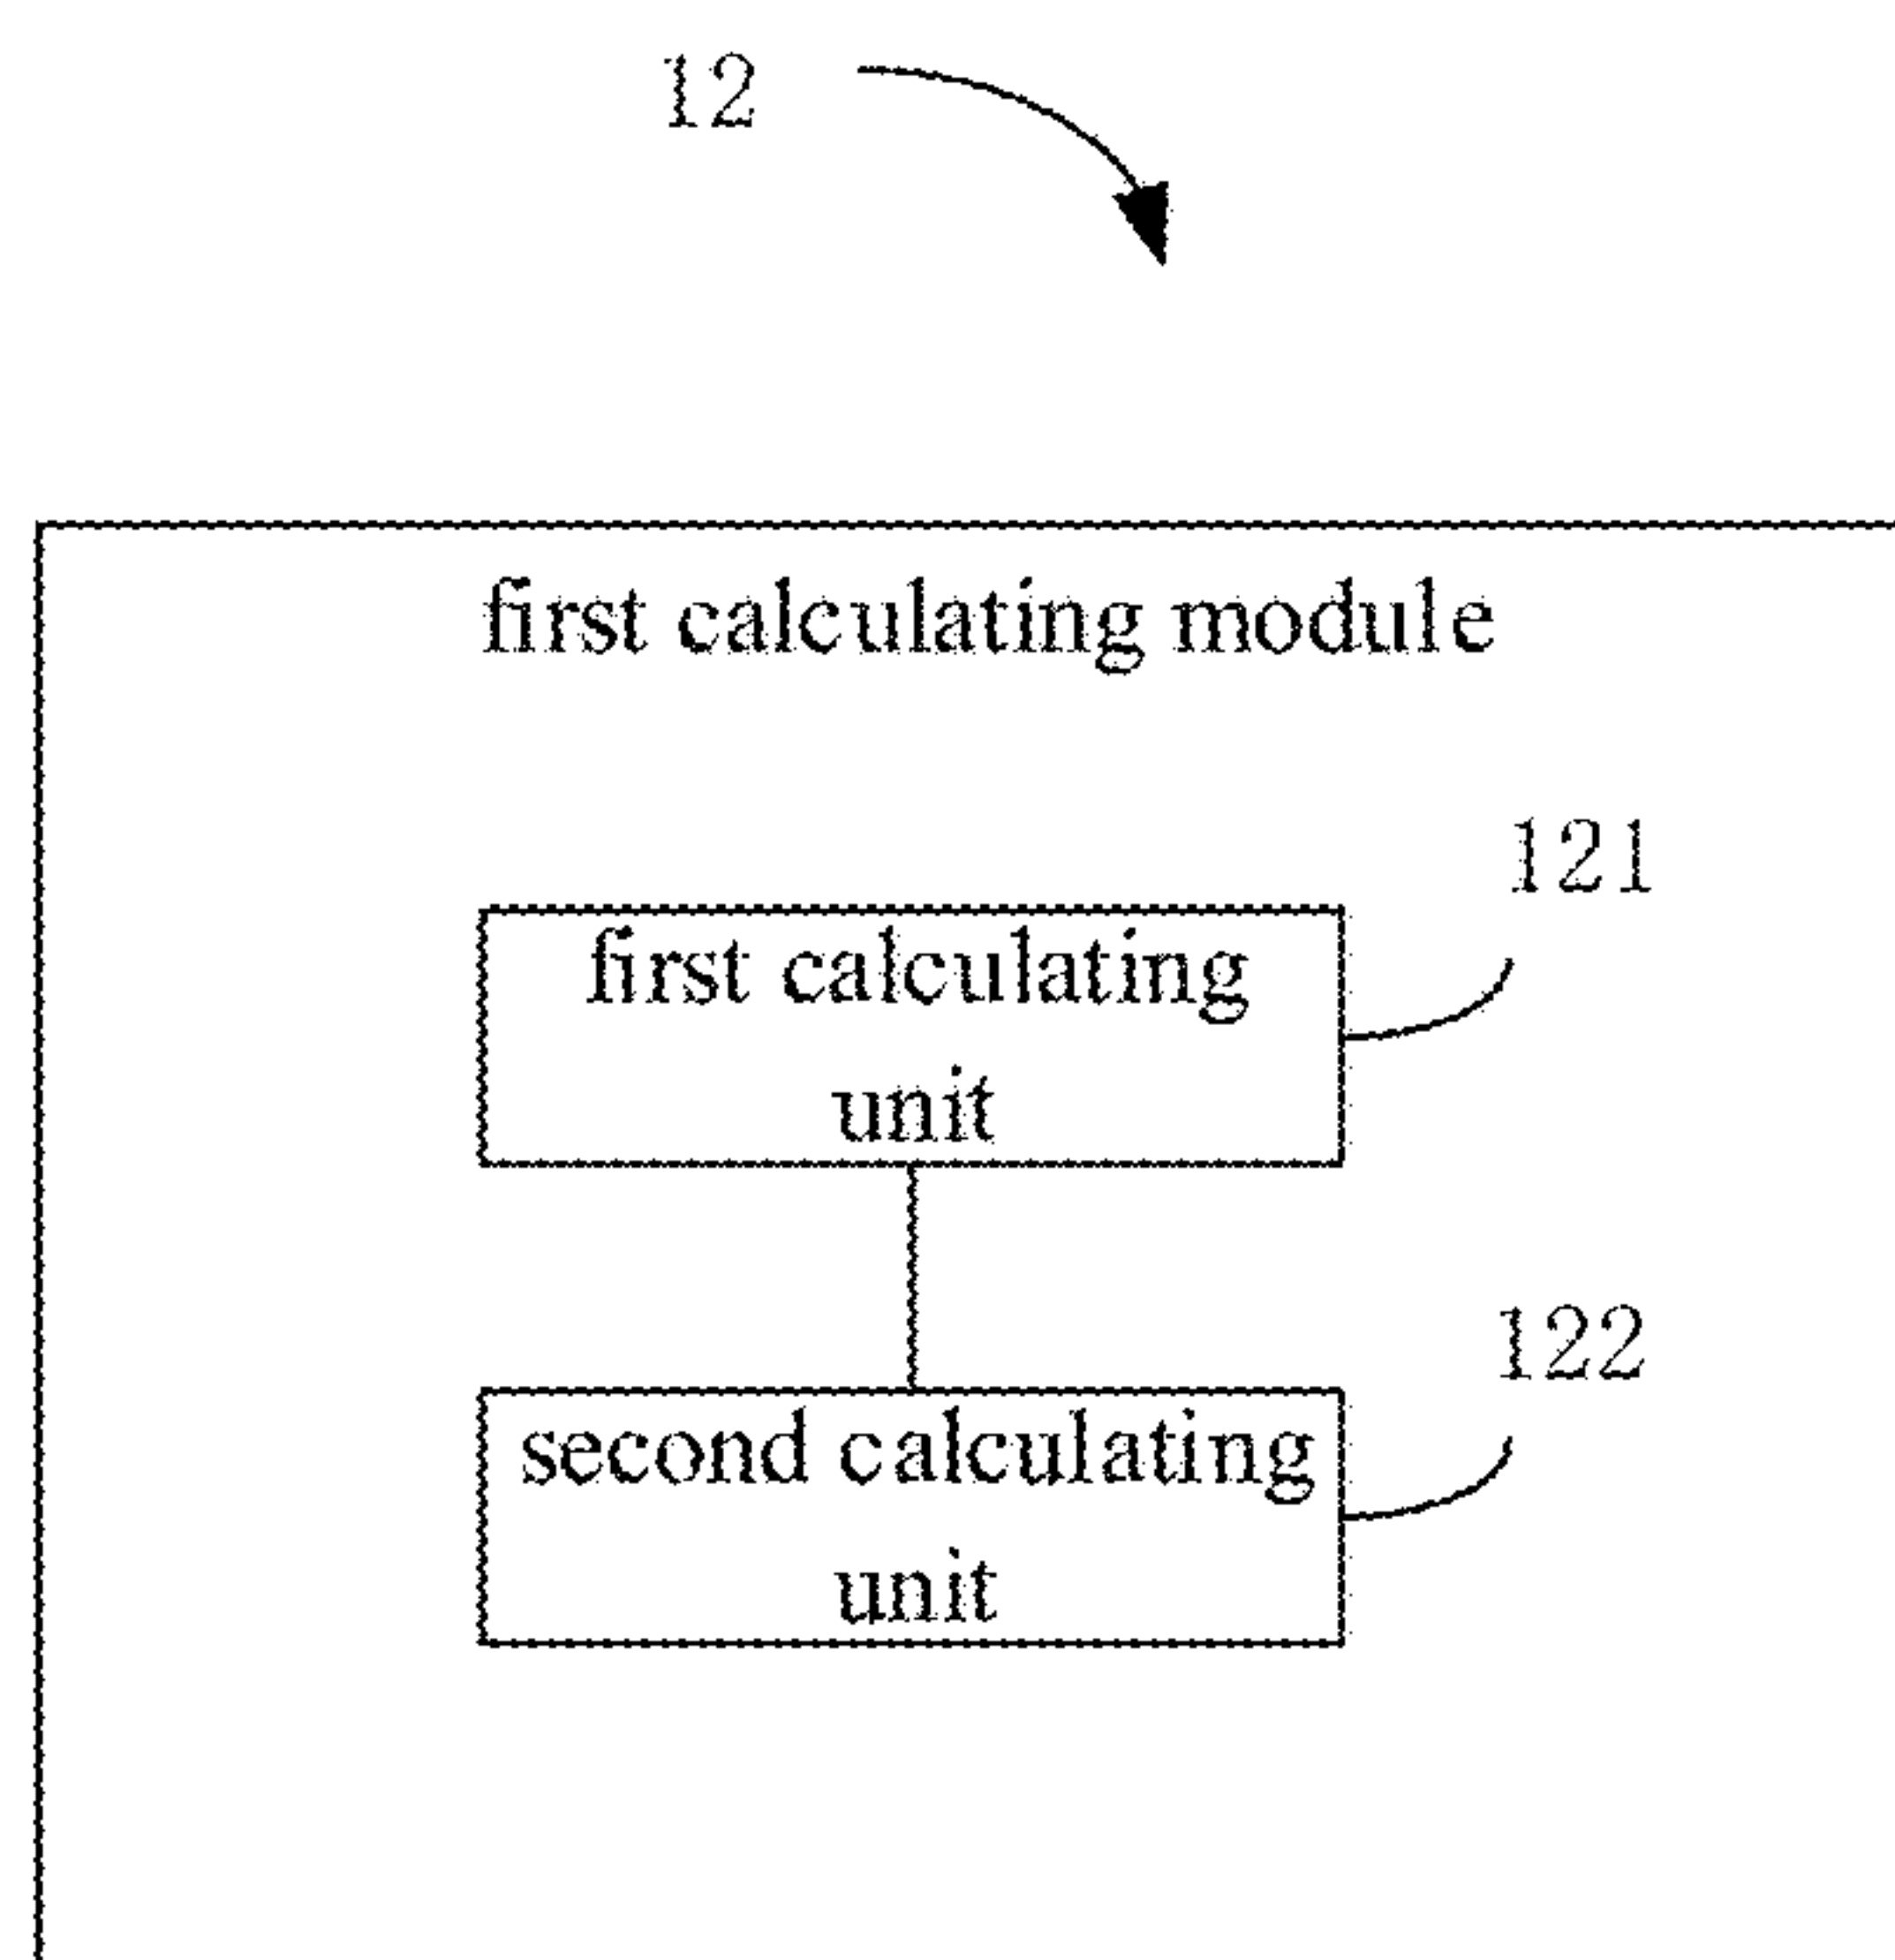 12
first calculating module
121
first calculating
unit
122
second calculating
unit